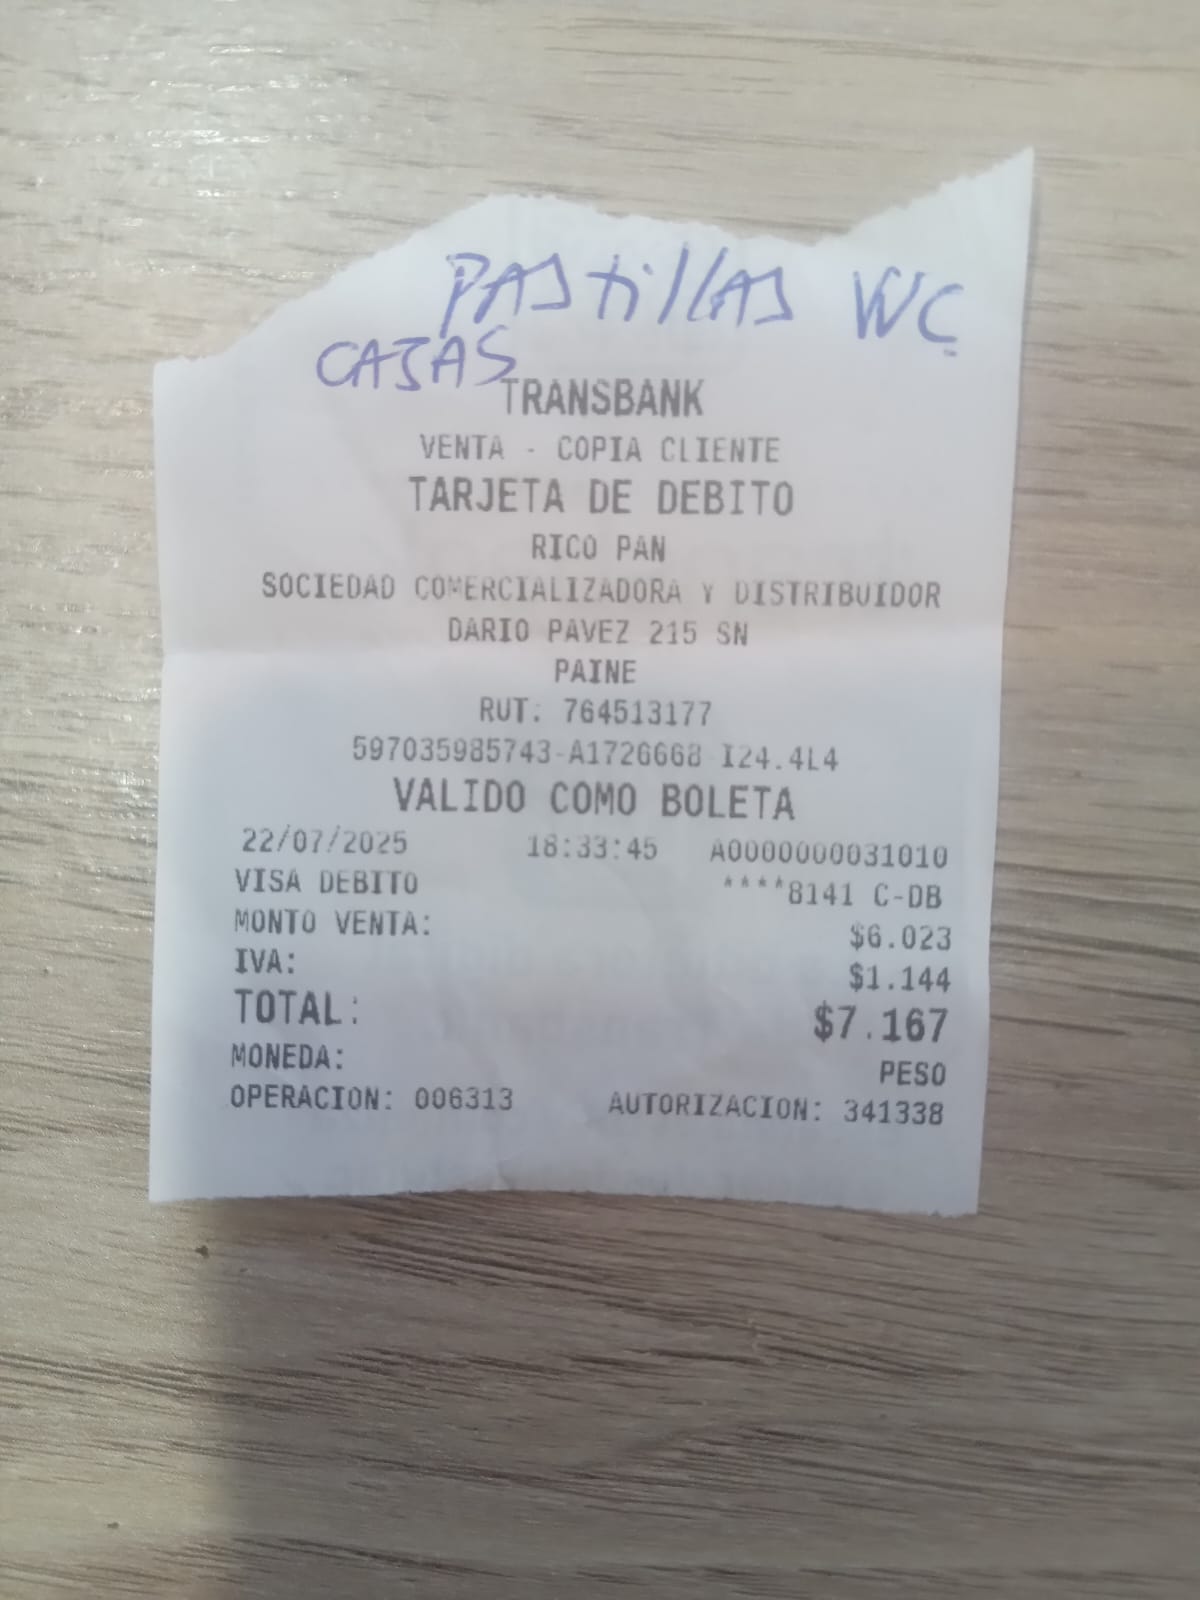 PASTILLAS WC.
CAJAS
TRANSBANK
VENTA - COPIA CLIENTE
TARJETA DE DEBITO
RICO PAN
SOCIEDAD COMERCIALIZADORA Y DISTRIBUIDOR
DARIO PAVEZ 215 SN
PAINE
RUT: 764513177
597035985743-A1726668 I24.4L4
VALIDO COMO BOLETA
22/07/2025 18:33:45 A0000000031010
VISA DEBITO ****8141 C-DB
MONTO VENTA: $6.023
IVA: $1.144
TOTAL: $7.167
MONEDA: PESO
OPERACION: 006313 AUTORIZACION: 341338